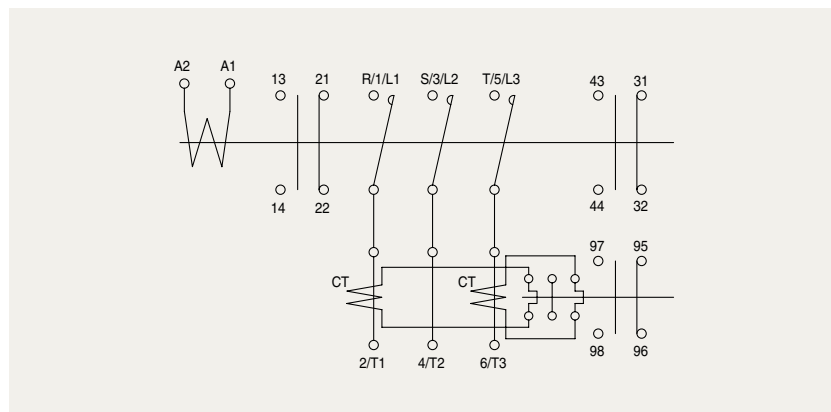 A2 A1
13 21 R/1/L1 S/3/L2 T/5/L3 43 31
14 22 44 32
97 95
CT CT
98 96
2/T1 4/T2 6/T3